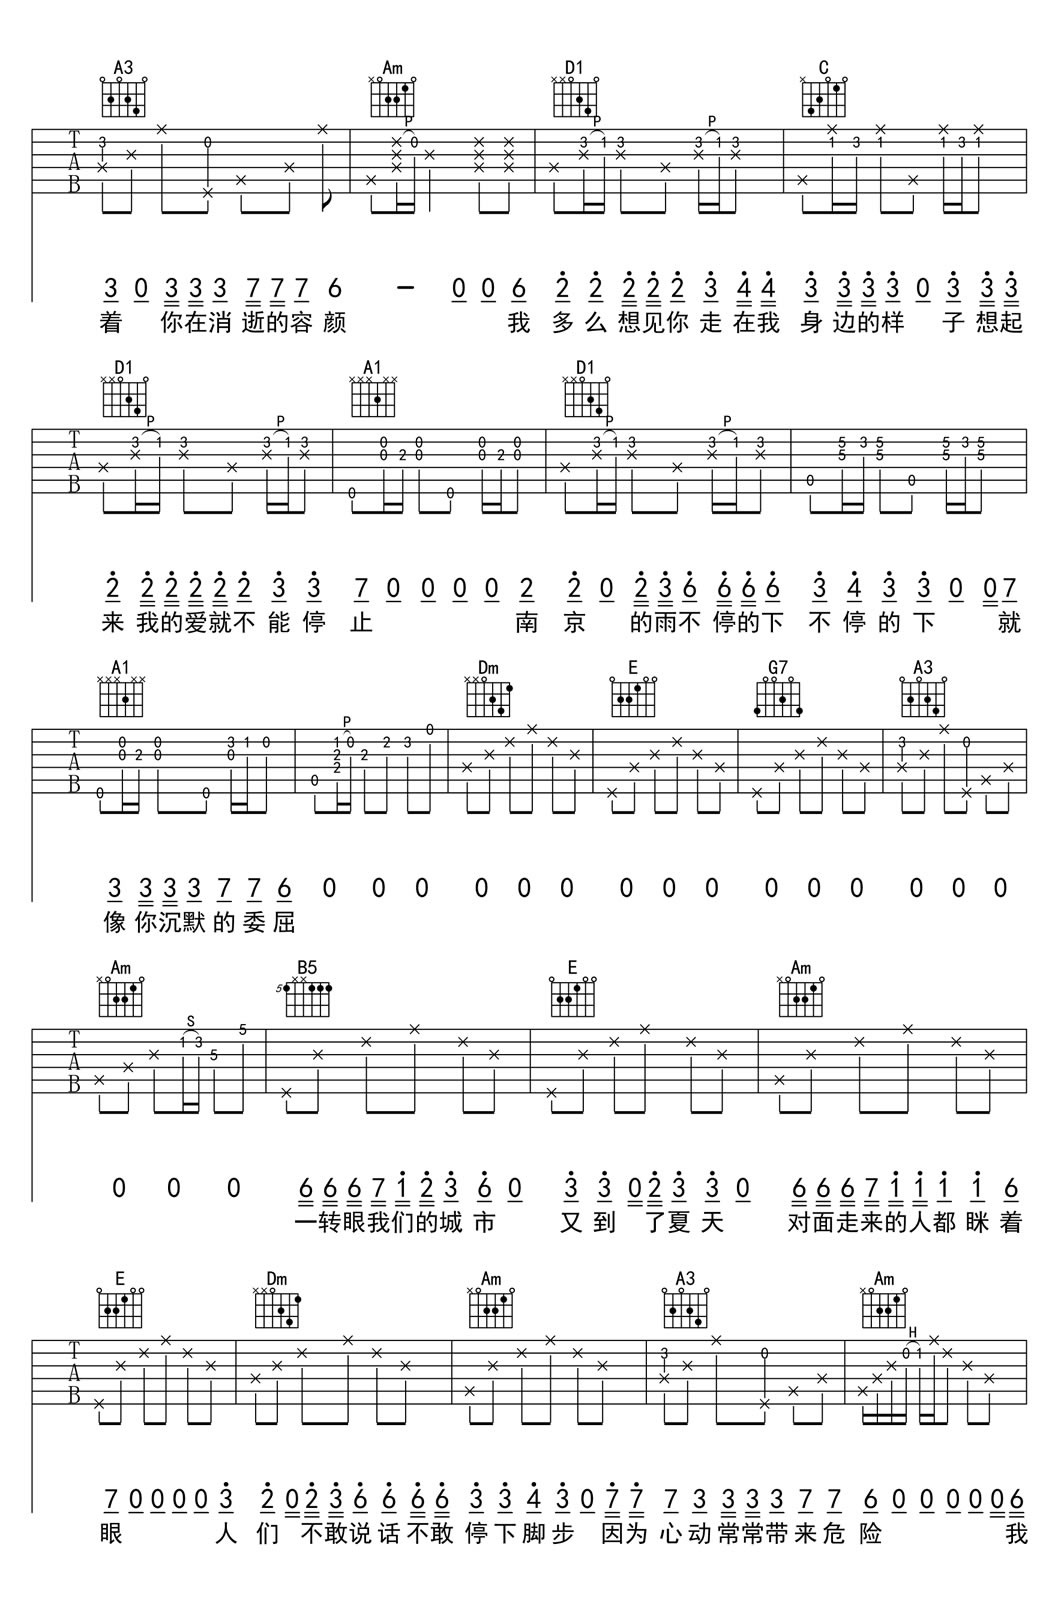 A3 Am D1 C
3 0 3 3 3 7 7 7 6 – 0 0 6 2 2 2 2 2 3 4 4 3 3 3 3 0 3 3 3
着 你在消 逝的容 颜 我 多 么 想见你 走 在我 身 边的样 子 想起
D1 A1 D1
2 2 2 2 2 2 3 3 7 0 0 0 0 2 2 0 2 3 6 6 6 6 3 4 3 3 0 0 7
来 我的爱就不 能 停 止 南 京 的雨不 停的下 不 停 的 下 就
A1 Dm E G7 A3
3 3 3 3 7 7 6 0 0 0 0 0 0 0 0 0 0 0 0 0 0 0
像 你沉默 的 委 屈
Am B5 E Am
0 0 0 6 6 6 7 1 2 3 6 0 3 3 0 2 3 3 0 6 6 6 7 1 1 1 1 6
一转眼我们的城 市 又 到 了夏 天 对面走来的人都 眯 着
E Dm Am A3 Am
7 0 0 0 0 3 2 0 2 3 6 6 6 6 3 3 4 3 0 7 7 7 3 3 3 3 7 7 6 0 0 0 0 0 6
眼 人 们 不敢说 话 不敢 停 下 脚 步 因为 心 动 常常带 来 危 险 我